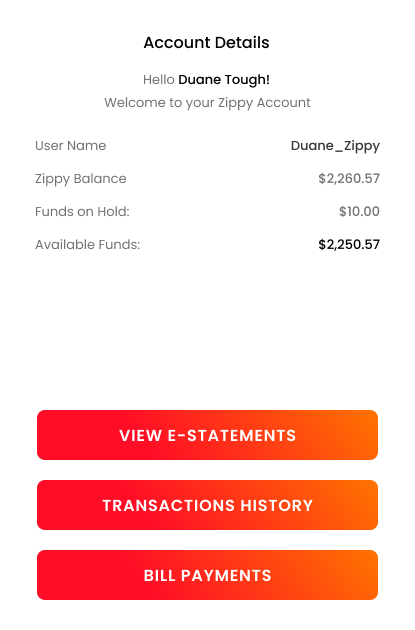 Account Details
Hello Duane Tough!
Welcome to your Zippy Account
User Name Duane_Zippy
Zippy Balance $2,260.57
Funds on Hold: $10.00
Available Funds: $2,250.57
VIEW E-STATEMENTS
TRANSACTIONS HISTORY
BILL PAYMENTS